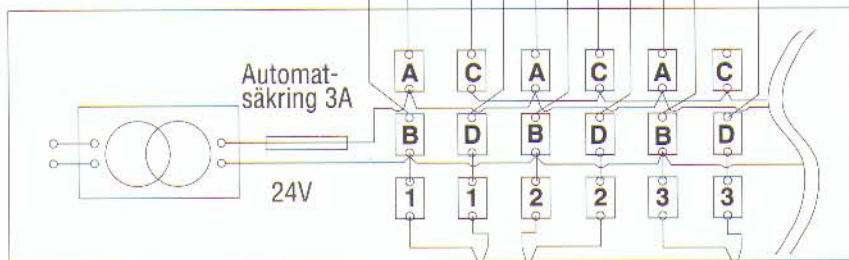 A C A C A C
Automat-
säkring 3A
B D B D B D
24V
1 1 2 2 3 3